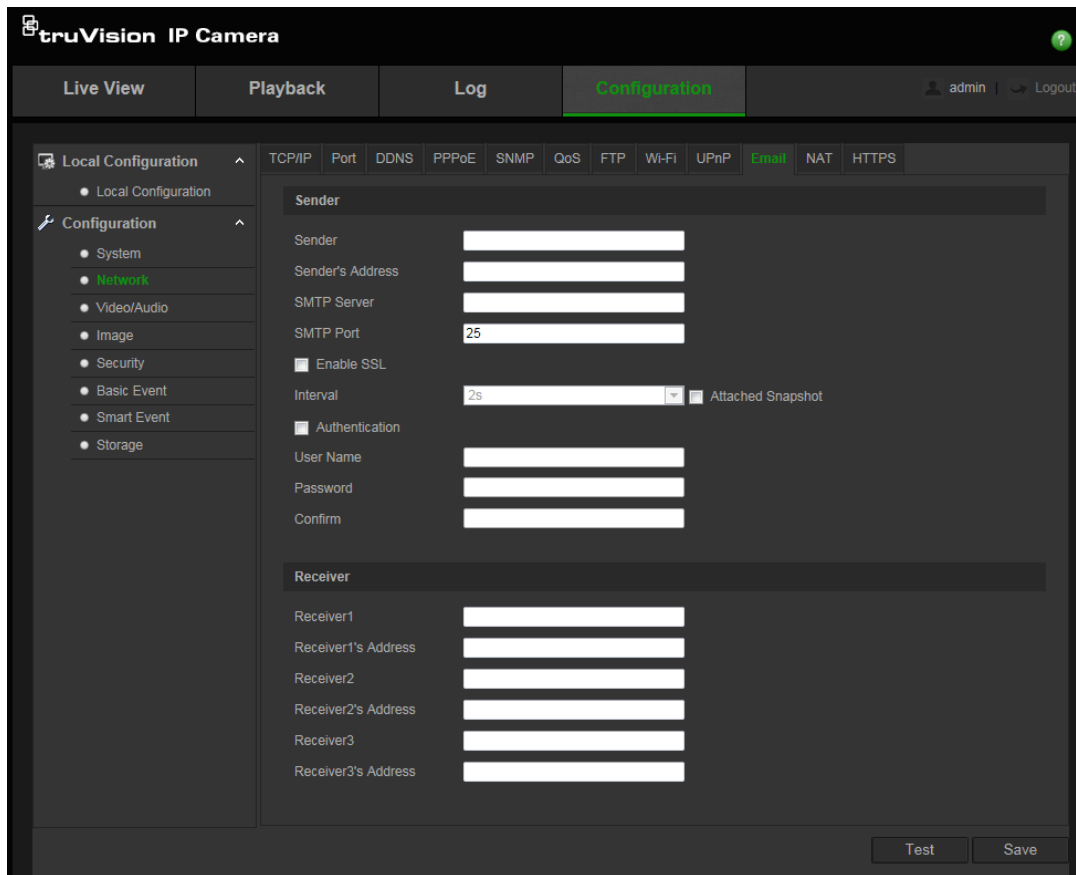 truVision IP Camera
?
Live View Playback Log Configuration admin | Logout
Local Configuration
Local Configuration
Configuration
System
Network
Video/Audio
Image
Security
Basic Event
Smart Event
Storage
TCP/IP Port DDNS PPPoE SNMP QoS FTP Wi-Fi UPnP Email NAT HTTPS
Sender
Sender
Sender's Address
SMTP Server
SMTP Port 25
Enable SSL
Interval 2s Attached Snapshot
Authentication
User Name
Password
Confirm
Receiver
Receiver1
Receiver1's Address
Receiver2
Receiver2's Address
Receiver3
Receiver3's Address
Test Save